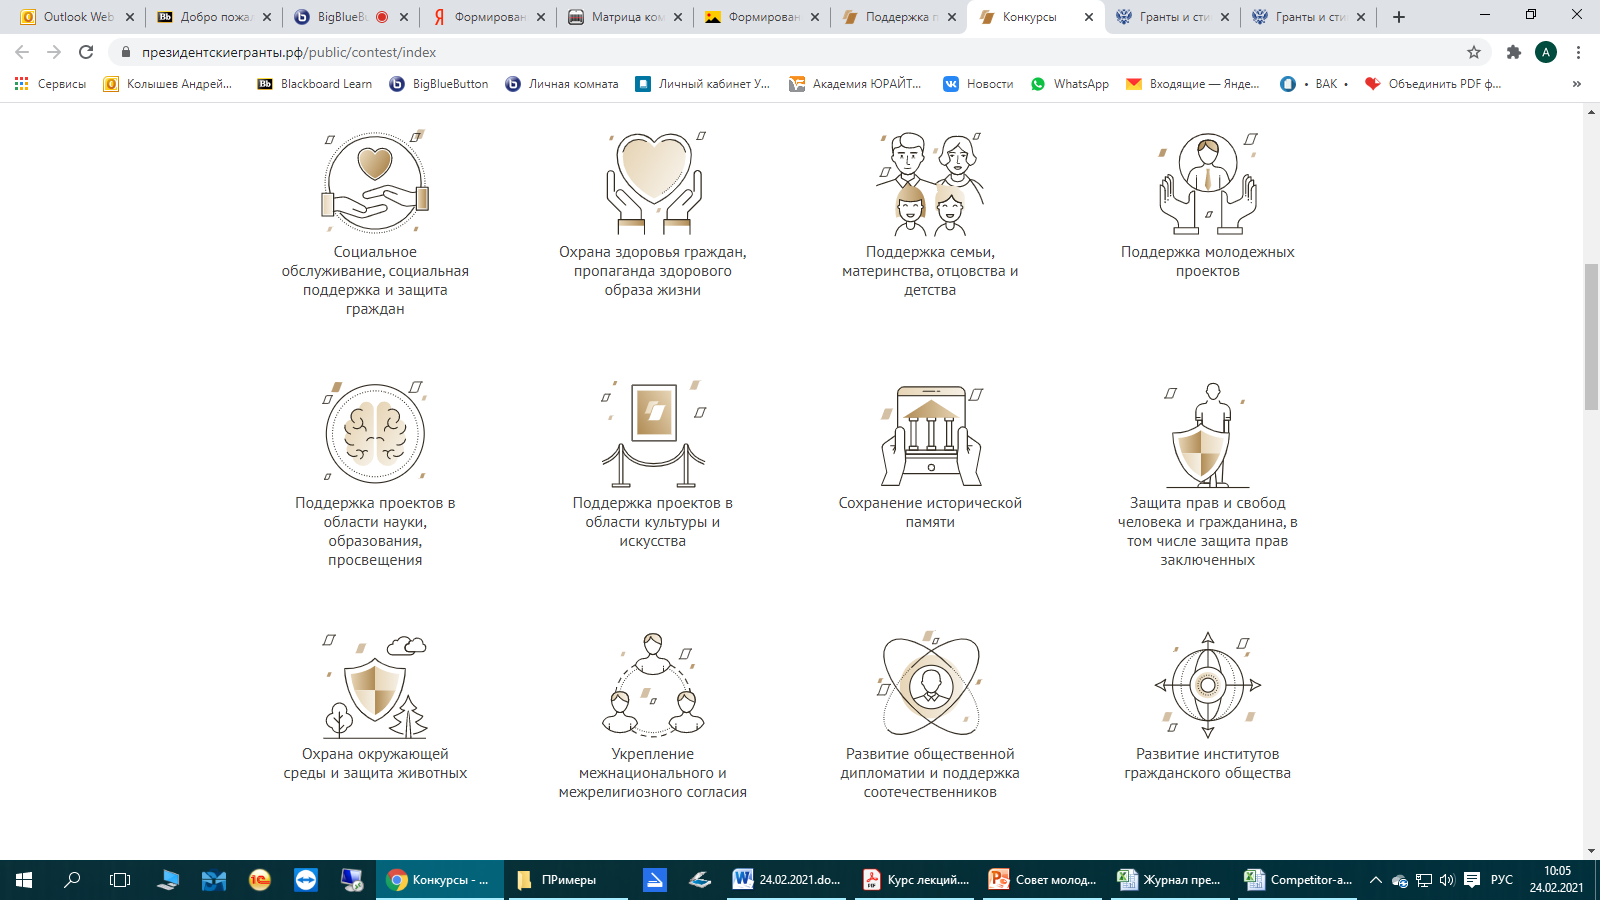 Outlook Web
Добро пожа
BigBlueBu
Формирован
Матрица ком
Формирован
Поддержка п
Конкурсы
Гранты и сти
Гранты и сти
президентскиегранты.рф/public/contest/index
A
Сервисы
Колышев Андрей...
Bb Blackboard Learn
BigBlueButton
Личная комната
Личный кабинет У...
Академия ЮРАЙТ...
Новости
WhatsApp
Входящие — Янде...
• ВАК •
Объединить PDF ф...
»
Социальное
обслуживание, социальная
поддержка и защита
граждан
Охрана здоровья граждан,
пропаганда здорового
образа жизни
Поддержка семьи,
материнства, отцовства и
детства
Поддержка молодежных
проектов
Поддержка проектов в
области науки,
образования,
просвещения
Поддержка проектов в
области культуры и
искусства
Сохранение исторической
памяти
Защита прав и свобод
человека и гражданина, в
том числе защита прав
заключенных
Охрана окружающей
среды и защита животных
Укрепление
межнационального и
межрелигиозного согласия
Развитие общественной
дипломатии и поддержка
соотечественников
Развитие институтов
гражданского общества
Конкурсы - ...
ПРимеры
24.02.2021.do...
Курс лекций....
Совет молод...
Журнал пре...
Competitor-a...
РУС
10:05
24.02.2021